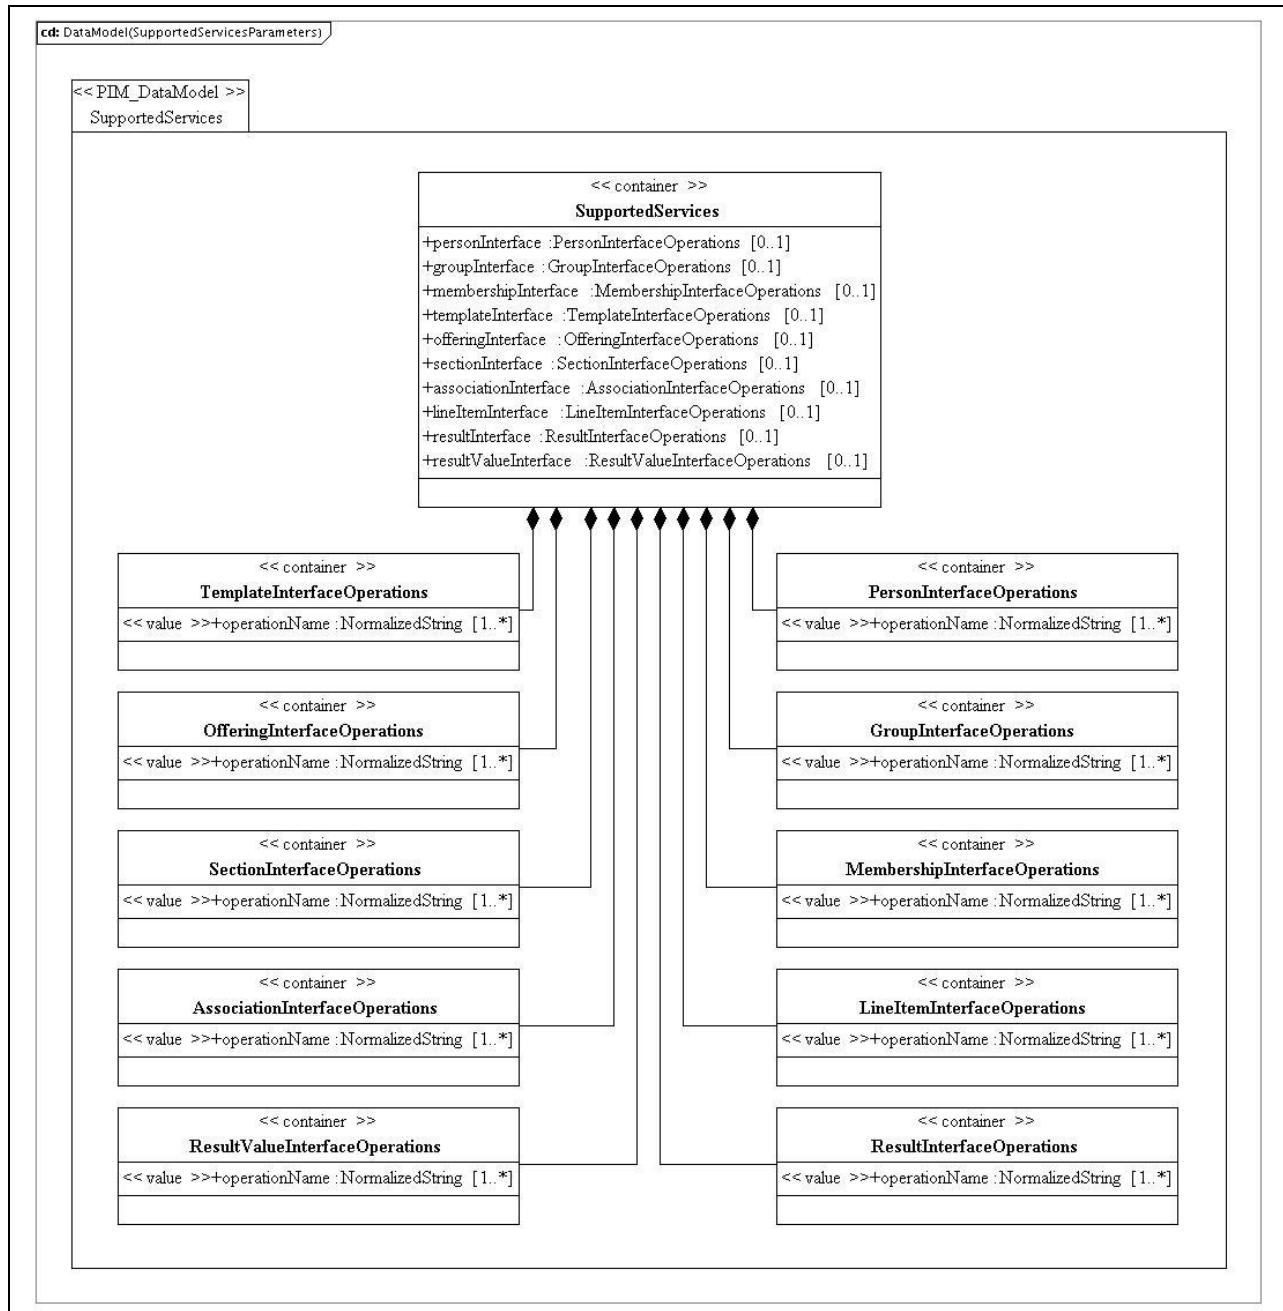 cd: DataModel(SupportedServicesParameters)
<< PIM_DataModel >>
SupportedServices
<< container >>
SupportedServices
+personInterface :PersonInterfaceOperations [0..1]
+groupInterface :GroupInterfaceOperations [0..1]
+membershipInterface :MembershipInterfaceOperations [0..1]
+templateInterface :TemplateInterfaceOperations [0..1]
+offeringInterface :OfferingInterfaceOperations [0..1]
+sectionInterface :SectionInterfaceOperations [0..1]
+associationInterface :AssociationInterfaceOperations [0..1]
+lineItemInterface :LineItemInterfaceOperations [0..1]
+resultInterface :ResultInterfaceOperations [0..1]
+resultValueInterface :ResultValueInterfaceOperations [0..1]
<< container >>
TemplateInterfaceOperations
<< value >>+operationName :NormalizedString [1..*]
<< container >>
PersonInterfaceOperations
<< value >>+operationName :NormalizedString [1..*]
<< container >>
OfferingInterfaceOperations
<< value >>+operationName :NormalizedString [1..*]
<< container >>
GroupInterfaceOperations
<< value >>+operationName :NormalizedString [1..*]
<< container >>
SectionInterfaceOperations
<< value >>+operationName :NormalizedString [1..*]
<< container >>
MembershipInterfaceOperations
<< value >>+operationName :NormalizedString [1..*]
<< container >>
AssociationInterfaceOperations
<< value >>+operationName :NormalizedString [1..*]
<< container >>
LineItemInterfaceOperations
<< value >>+operationName :NormalizedString [1..*]
<< container >>
ResultValueInterfaceOperations
<< value >>+operationName :NormalizedString [1..*]
<< container >>
ResultInterfaceOperations
<< value >>+operationName :NormalizedString [1..*]